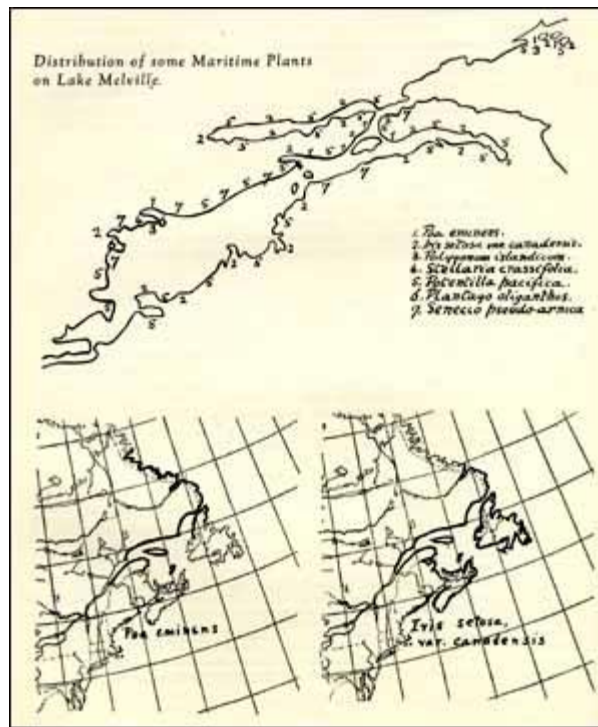 Distribution of some Maritime Plants
on Lake Melville.
1. Poa eminens.
2. Iris setosa var canadensis.
3. Polygonum islandicum.
4. Stellaria crassifolia.
5. Potentilla pacifica.
6. Plantago oliganthos.
7. Senecio pseudo-arnica
Poa eminens
Iris setosa,
var. canadensis